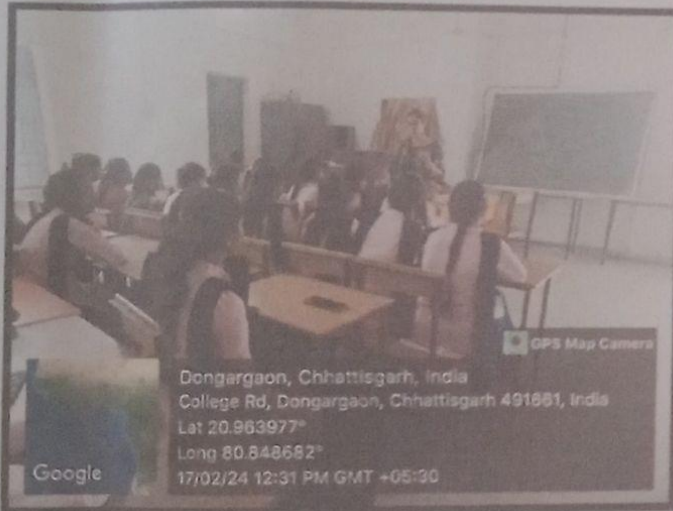 GPS Map Camera
Dongargaon, Chhattisgarh, India
College Rd, Dongargaon, Chhattisgarh 491661, India
Lat 20.963977°
Long 80.848682°
17/02/24 12:31 PM GMT +05:30
Google